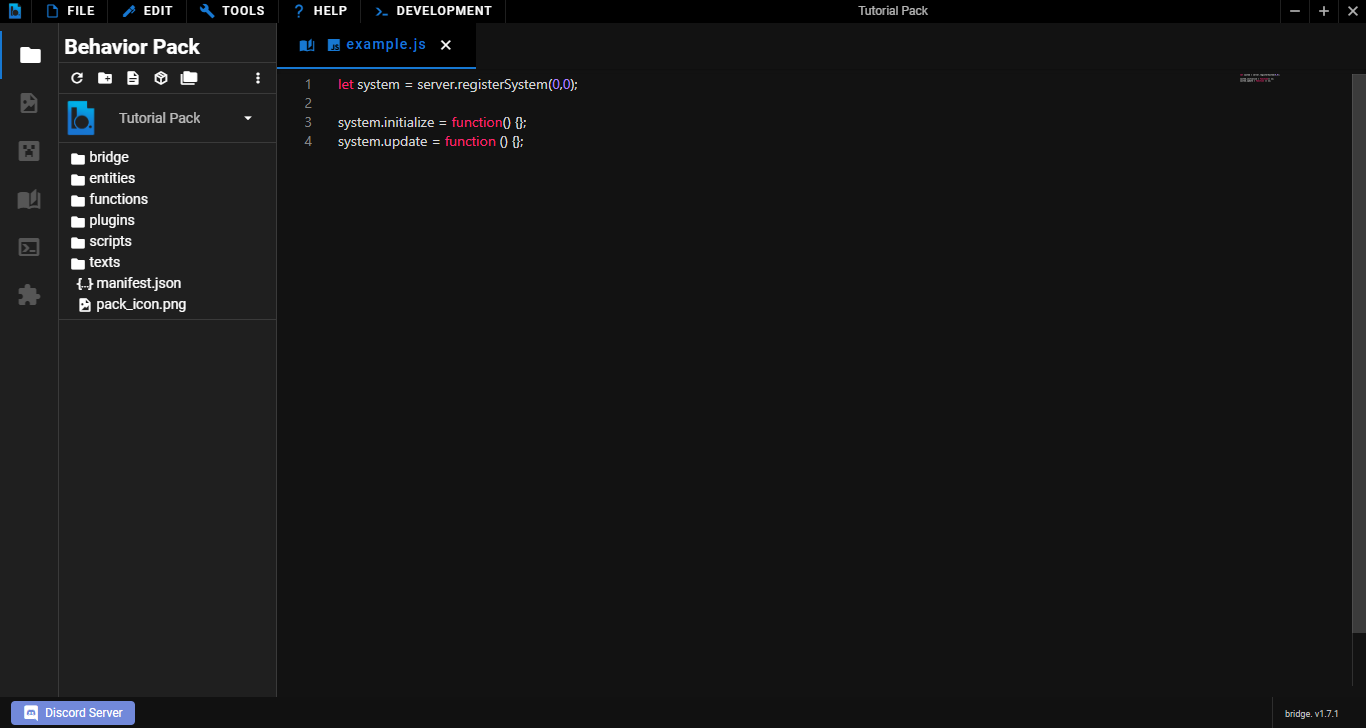 FILE EDIT TOOLS HELP DEVELOPMENT Tutorial Pack
Behavior Pack
example.js
Tutorial Pack
bridge
entities
functions
plugins
scripts
texts
{..} manifest.json
pack_icon.png
1 let system = server.registerSystem(0,0);
2
3 system.initialize = function() {};
4 system.update = function () {};
Discord Server
bridge. v1.7.1